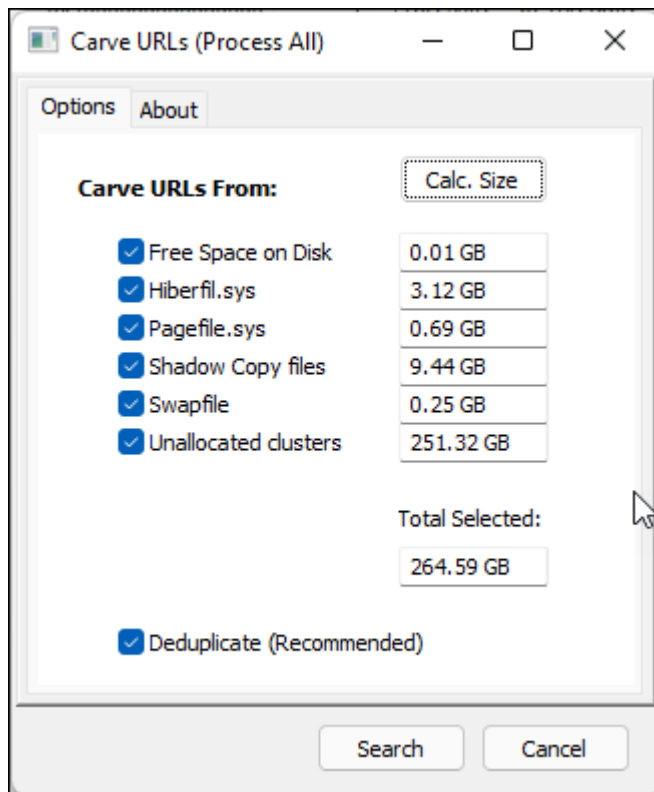 Carve URLs (Process All)
Options About
Carve URLs From: Calc. Size
Free Space on Disk 0.01 GB
Hiberfil.sys 3.12 GB
Pagefile.sys 0.69 GB
Shadow Copy files 9.44 GB
Swapfile 0.25 GB
Unallocated clusters 251.32 GB
Total Selected:
264.59 GB
Deduplicate (Recommended)
Search Cancel